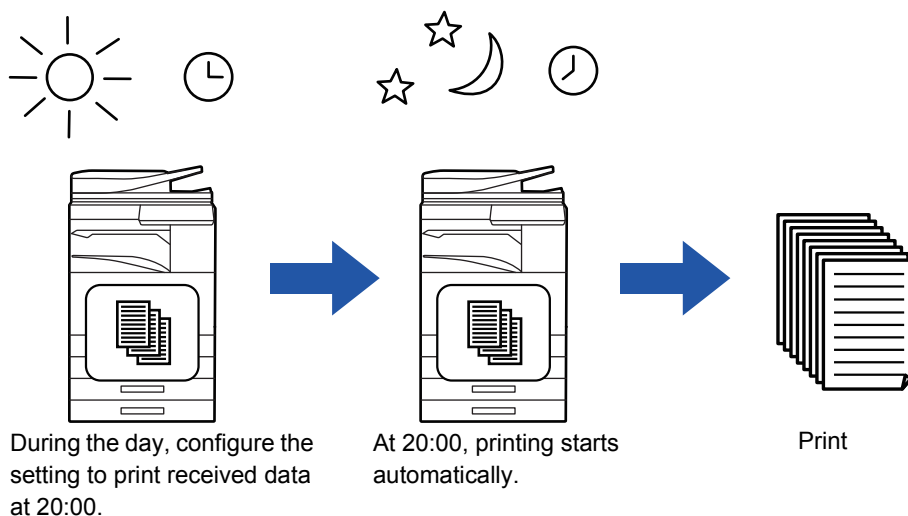 During the day, configure the
setting to print received data
at 20:00.
At 20:00, printing starts
automatically.
Print